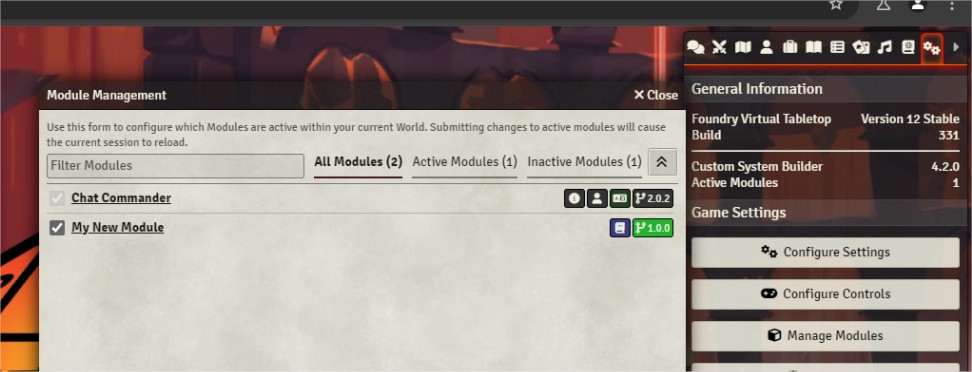 Module Management
Close
Use this form to configure which Modules are active within your current World. Submitting changes to active modules will cause
the current session to reload.
Filter Modules
All Modules (2)
Active Modules (1)
Inactive Modules (1)
Chat Commander
2.0.2
My New Module
1.0.0
General Information
Foundry Virtual Tabletop Version 12 Stable
Build 331
Custom System Builder 4.2.0
Active Modules 1
Game Settings
Configure Settings
Configure Controls
Manage Modules